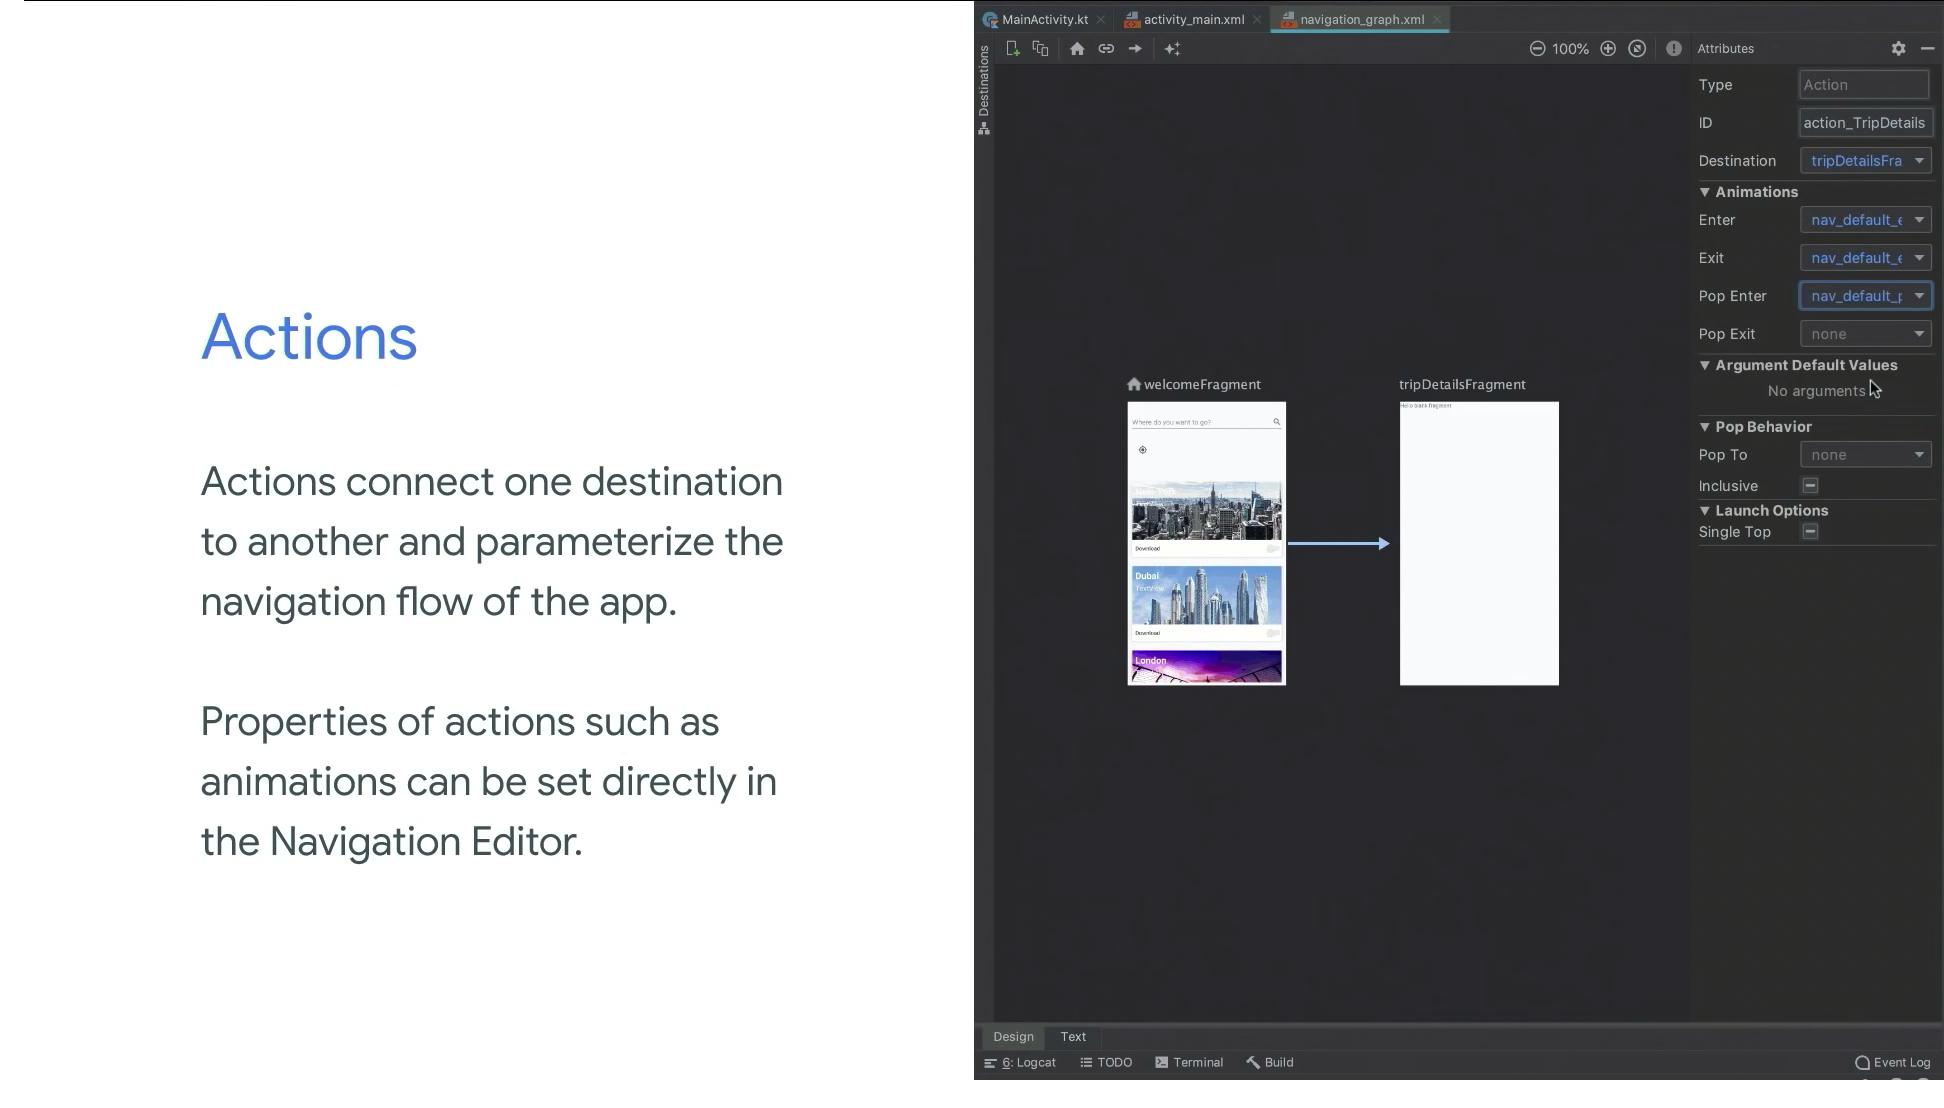 Actions
Actions connect one destination
to another and parameterize the
navigation flow of the app.
Properties of actions such as
animations can be set directly in
the Navigation Editor.
MainActivity.kt
activity_main.xml
navigation_graph.xml
Destinations
100%
Attributes
Type
Action
ID
action_TripDetails
Destination
tripDetailsFra
Animations
Enter
nav_default_e
Exit
nav_default_e
Pop Enter
nav_default_p
Pop Exit
none
Argument Default Values
No arguments
Pop Behavior
Pop To
none
Inclusive
Launch Options
Single Top
welcomeFragment
Where do you want to go?
Download
Dubai
TextView
Download
London
tripDetailsFragment
Hello blank fragment
Design
Text
6: Logcat
TODO
Terminal
Build
Event Log